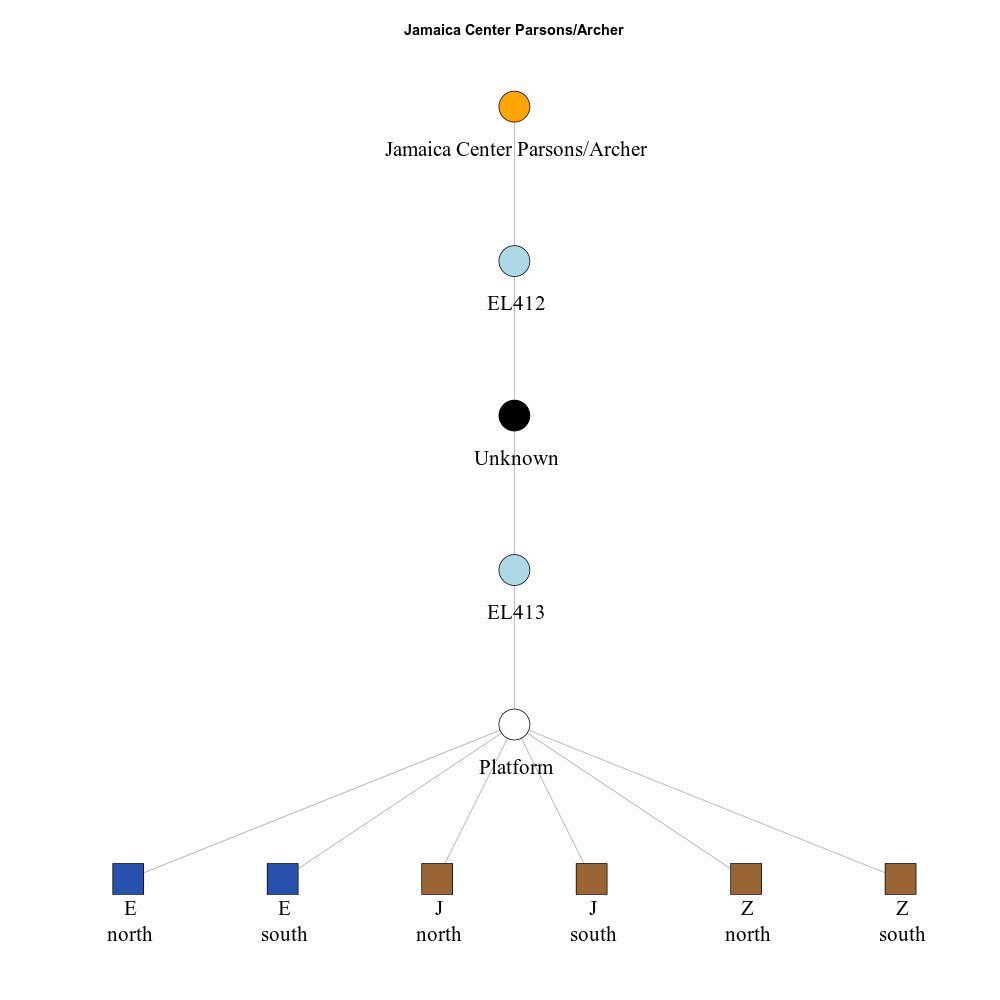 Jamaica Center Parsons/Archer
Jamaica Center Parsons/Archer
EL412
Unknown
EL413
Platform
E E J J Z Z
north south north south north south